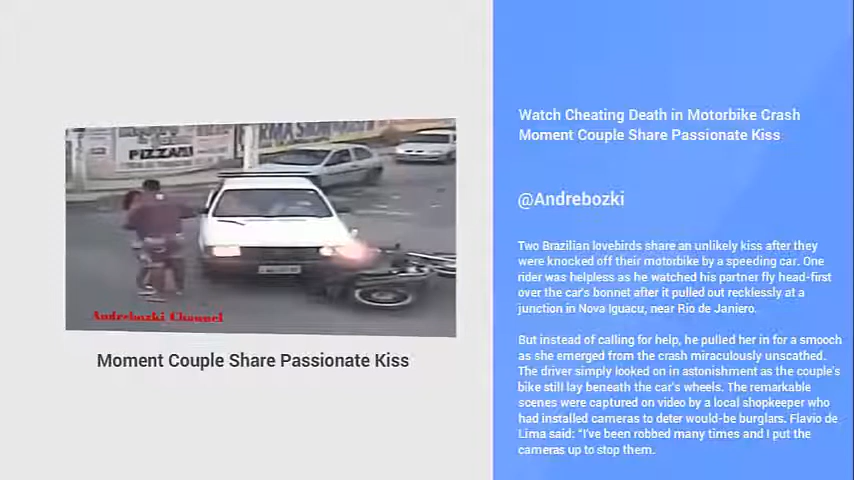 PIZZA
Andrebozki Channel
Moment Couple Share Passionate Kiss
Watch Cheating Death in Motorbike Crash
Moment Couple Share Passionate Kiss
@Andrebozki
Two Brazilian lovebirds share an unlikely kiss after they
were knocked off their motorbike by a speeding car. One
rider was helpless as he watched his partner fly head-first
over the car's bonnet after it pulled out recklessly at a
junction in Nova Iguacu, near Rio de Janiero.
But instead of calling for help, he pulled her in for a smooch
as she emerged from the crash miraculously unscathed.
The driver simply looked on in astonishment as the couple's
bike still lay beneath the car's wheels. The remarkable
scenes were captured on video by a local shopkeeper who
had installed cameras to deter would-be burglars. Flavio de
Lima said: "I've been robbed many times and I put the
cameras up to stop them.